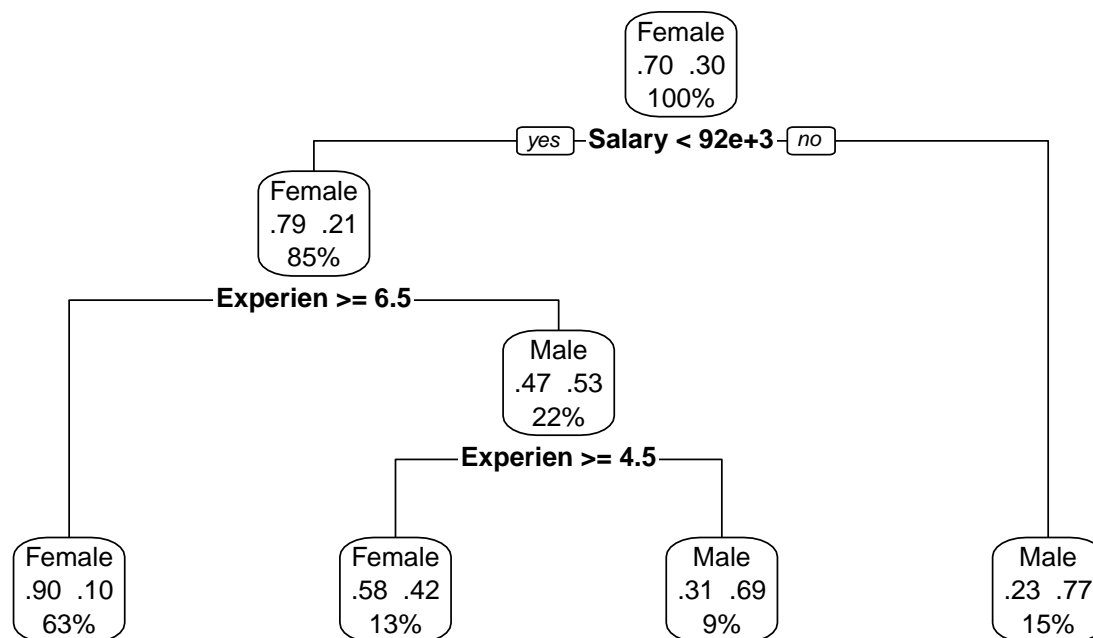 Female
.70 .30
100%
yes Salary < 92e+3 no
Female
.79 .21
85%
Experien >= 6.5
Male
.47 .53
22%
Experien >= 4.5
Female
.90 .10
63%
Female
.58 .42
13%
Male
.31 .69
9%
Male
.23 .77
15%